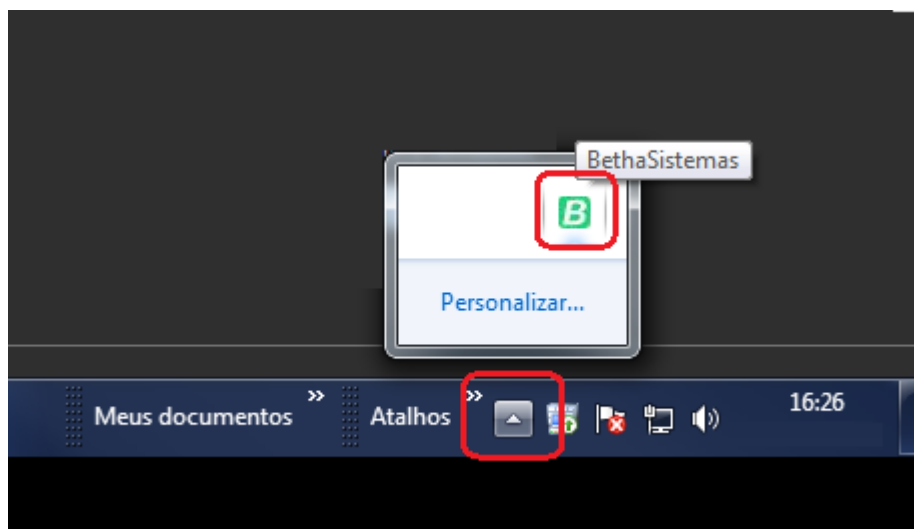 BethaSistemas
B
Personalizar...
Meus documentos »
Atalhos »
16:26